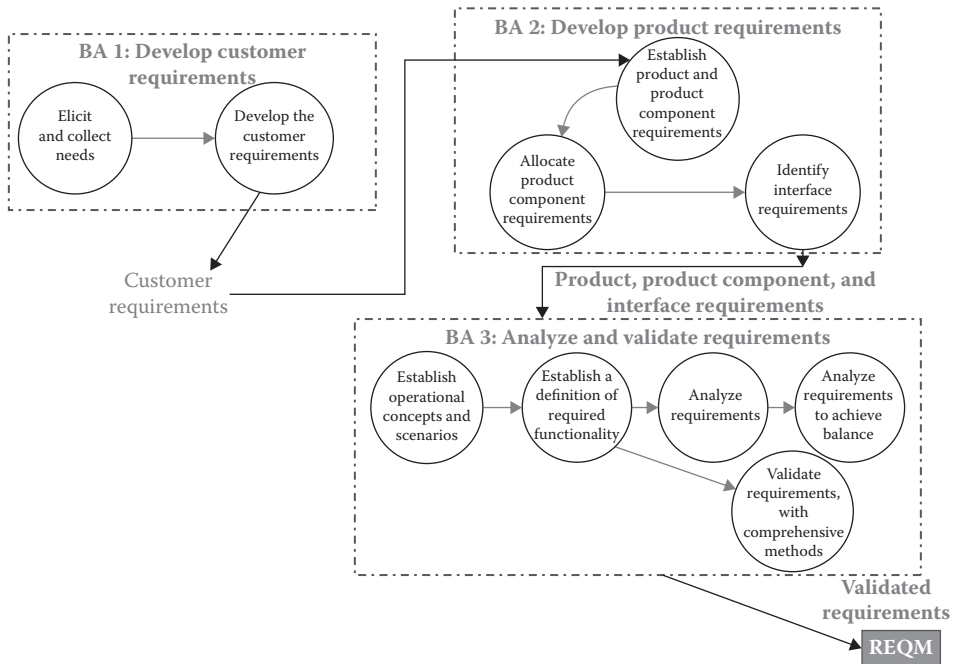 BA 1: Develop customer
requirements
Elicit
and collect
needs
Develop the
customer
requirements
Customer
requirements
BA 2: Develop product requirements
Establish
product and
product
component
requirements
Allocate
product
component
requirements
Identify
interface
requirements
Product, product component, and
interface requirements
BA 3: Analyze and validate requirements
Establish
operational
concepts and
scenarios
Establish a
definition of
required
functionality
Analyze
requirements
Analyze
requirements
to achieve
balance
Validate
requirements,
with
comprehensive
methods
Validated
requirements
REQM